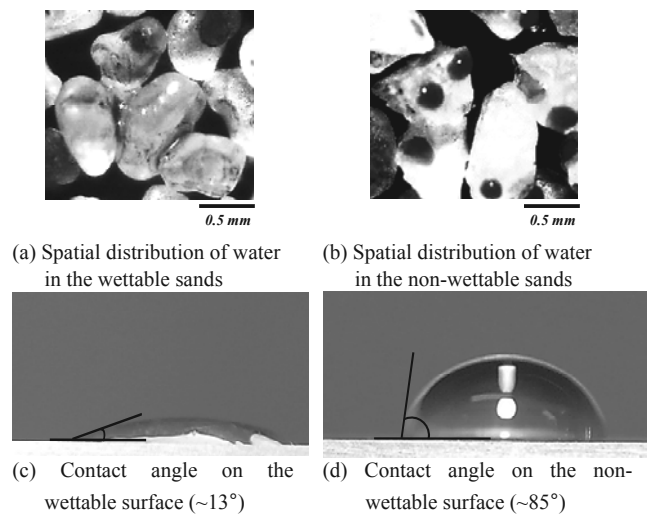 0.5 mm
0.5 mm
(a) Spatial distribution of water
in the wettable sands
(b) Spatial distribution of water
in the non-wettable sands
(c) Contact angle on the
wettable surface (~13°)
(d) Contact angle on the non-
wettable surface (~85°)